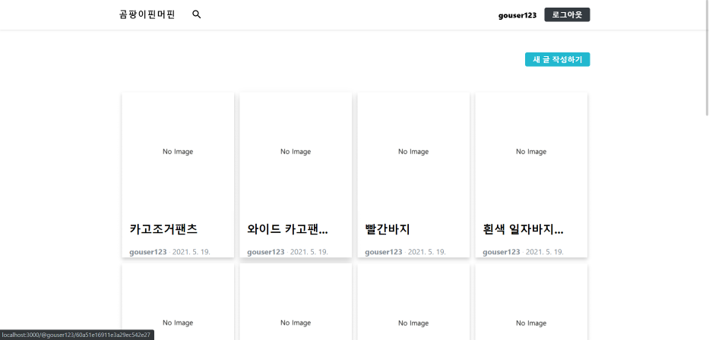 곰팡이핀머핀
gouser123 로그아웃
새 글 작성하기
No Image No Image No Image No Image
카고조거팬츠 와이드 카고팬... 빨간바지 흰색 일자바지...
gouser123 · 2021. 5. 19. gouser123 · 2021. 5. 19. gouser123 · 2021. 5. 19. gouser123 · 2021. 5. 19.
No Image No Image No Image No Image
localhost:3000/@gouser123/60a51e16911e3a29ec542e27